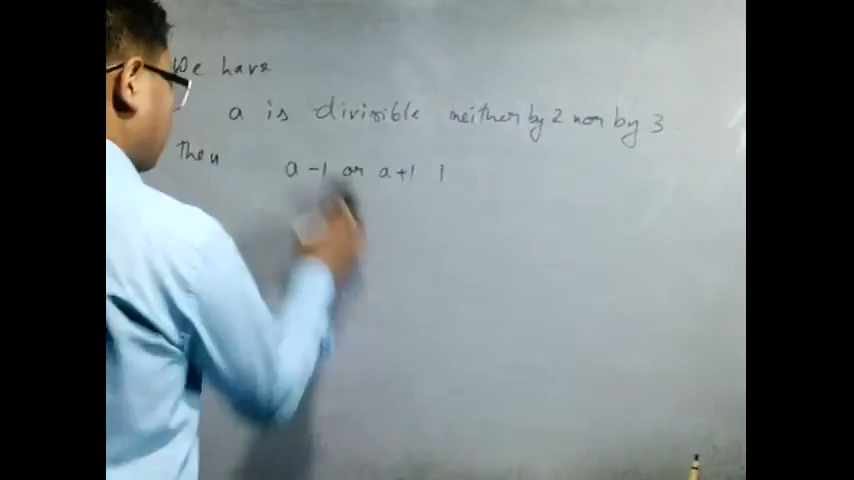 We have
a is divisible neither by 2 nor by 3
Then a-1 or a+1 i